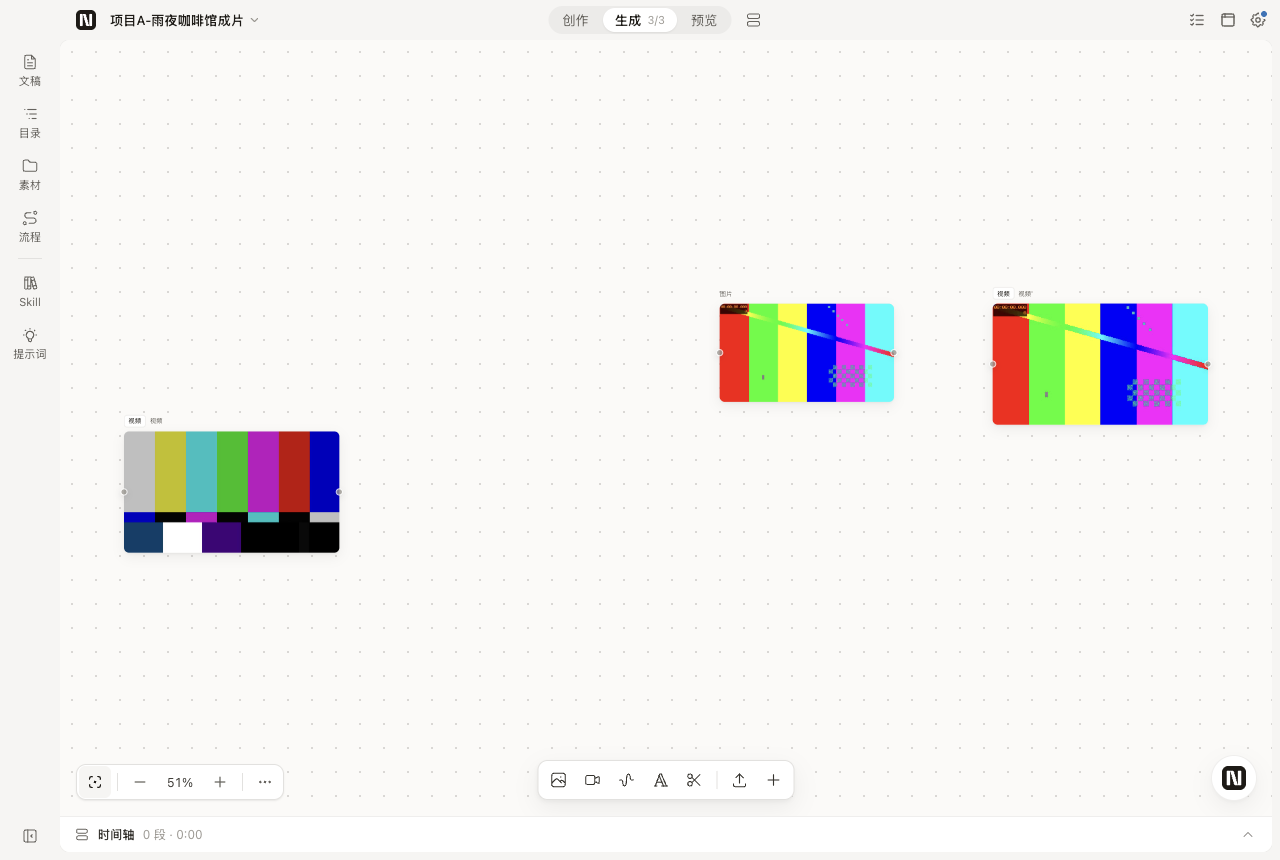 项目A-雨夜咖啡馆成片
创作
生成 3/3
预览
文稿
目录
素材
流程
Skill
提示词
图片
视频 视频
视频 视频
51%
时间轴 0 段 · 0:00